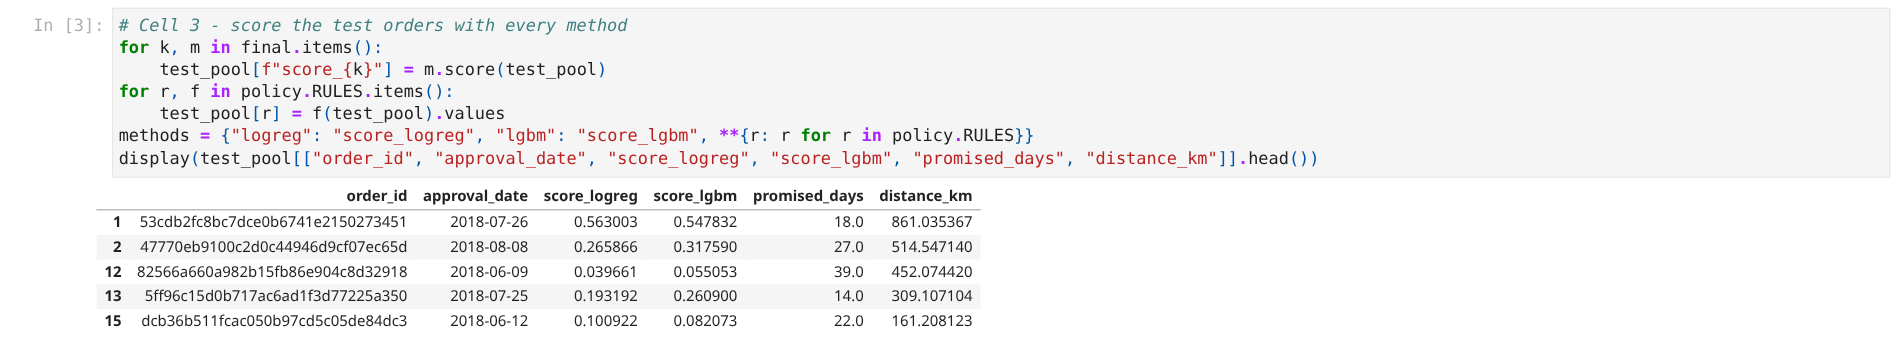 In [3]:
# Cell 3 - score the test orders with every method
for k, m in final.items():
    test_pool[f"score_{k}"] = m.score(test_pool)
for r, f in policy.RULES.items():
    test_pool[r] = f(test_pool).values
methods = {"logreg": "score_logreg", "lgbm": "score_lgbm", **{r: r for r in policy.RULES}}
display(test_pool[["order_id", "approval_date", "score_logreg", "score_lgbm", "promised_days", "distance_km"]].head())
order_id approval_date score_logreg score_lgbm promised_days distance_km
1 53cdb2fc8bc7dce0b6741e2150273451 2018-07-26 0.563003 0.547832 18.0 861.035367
2 47770eb9100c2d0c44946d9cf07ec65d 2018-08-08 0.265866 0.317590 27.0 514.547140
12 82566a660a982b15fb86e904c8d32918 2018-06-09 0.039661 0.055053 39.0 452.074420
13 5ff96c15d0b717ac6ad1f3d77225a350 2018-07-25 0.193192 0.260900 14.0 309.107104
15 dcb36b511fcac050b97cd5c05de84dc3 2018-06-12 0.100922 0.082073 22.0 161.208123